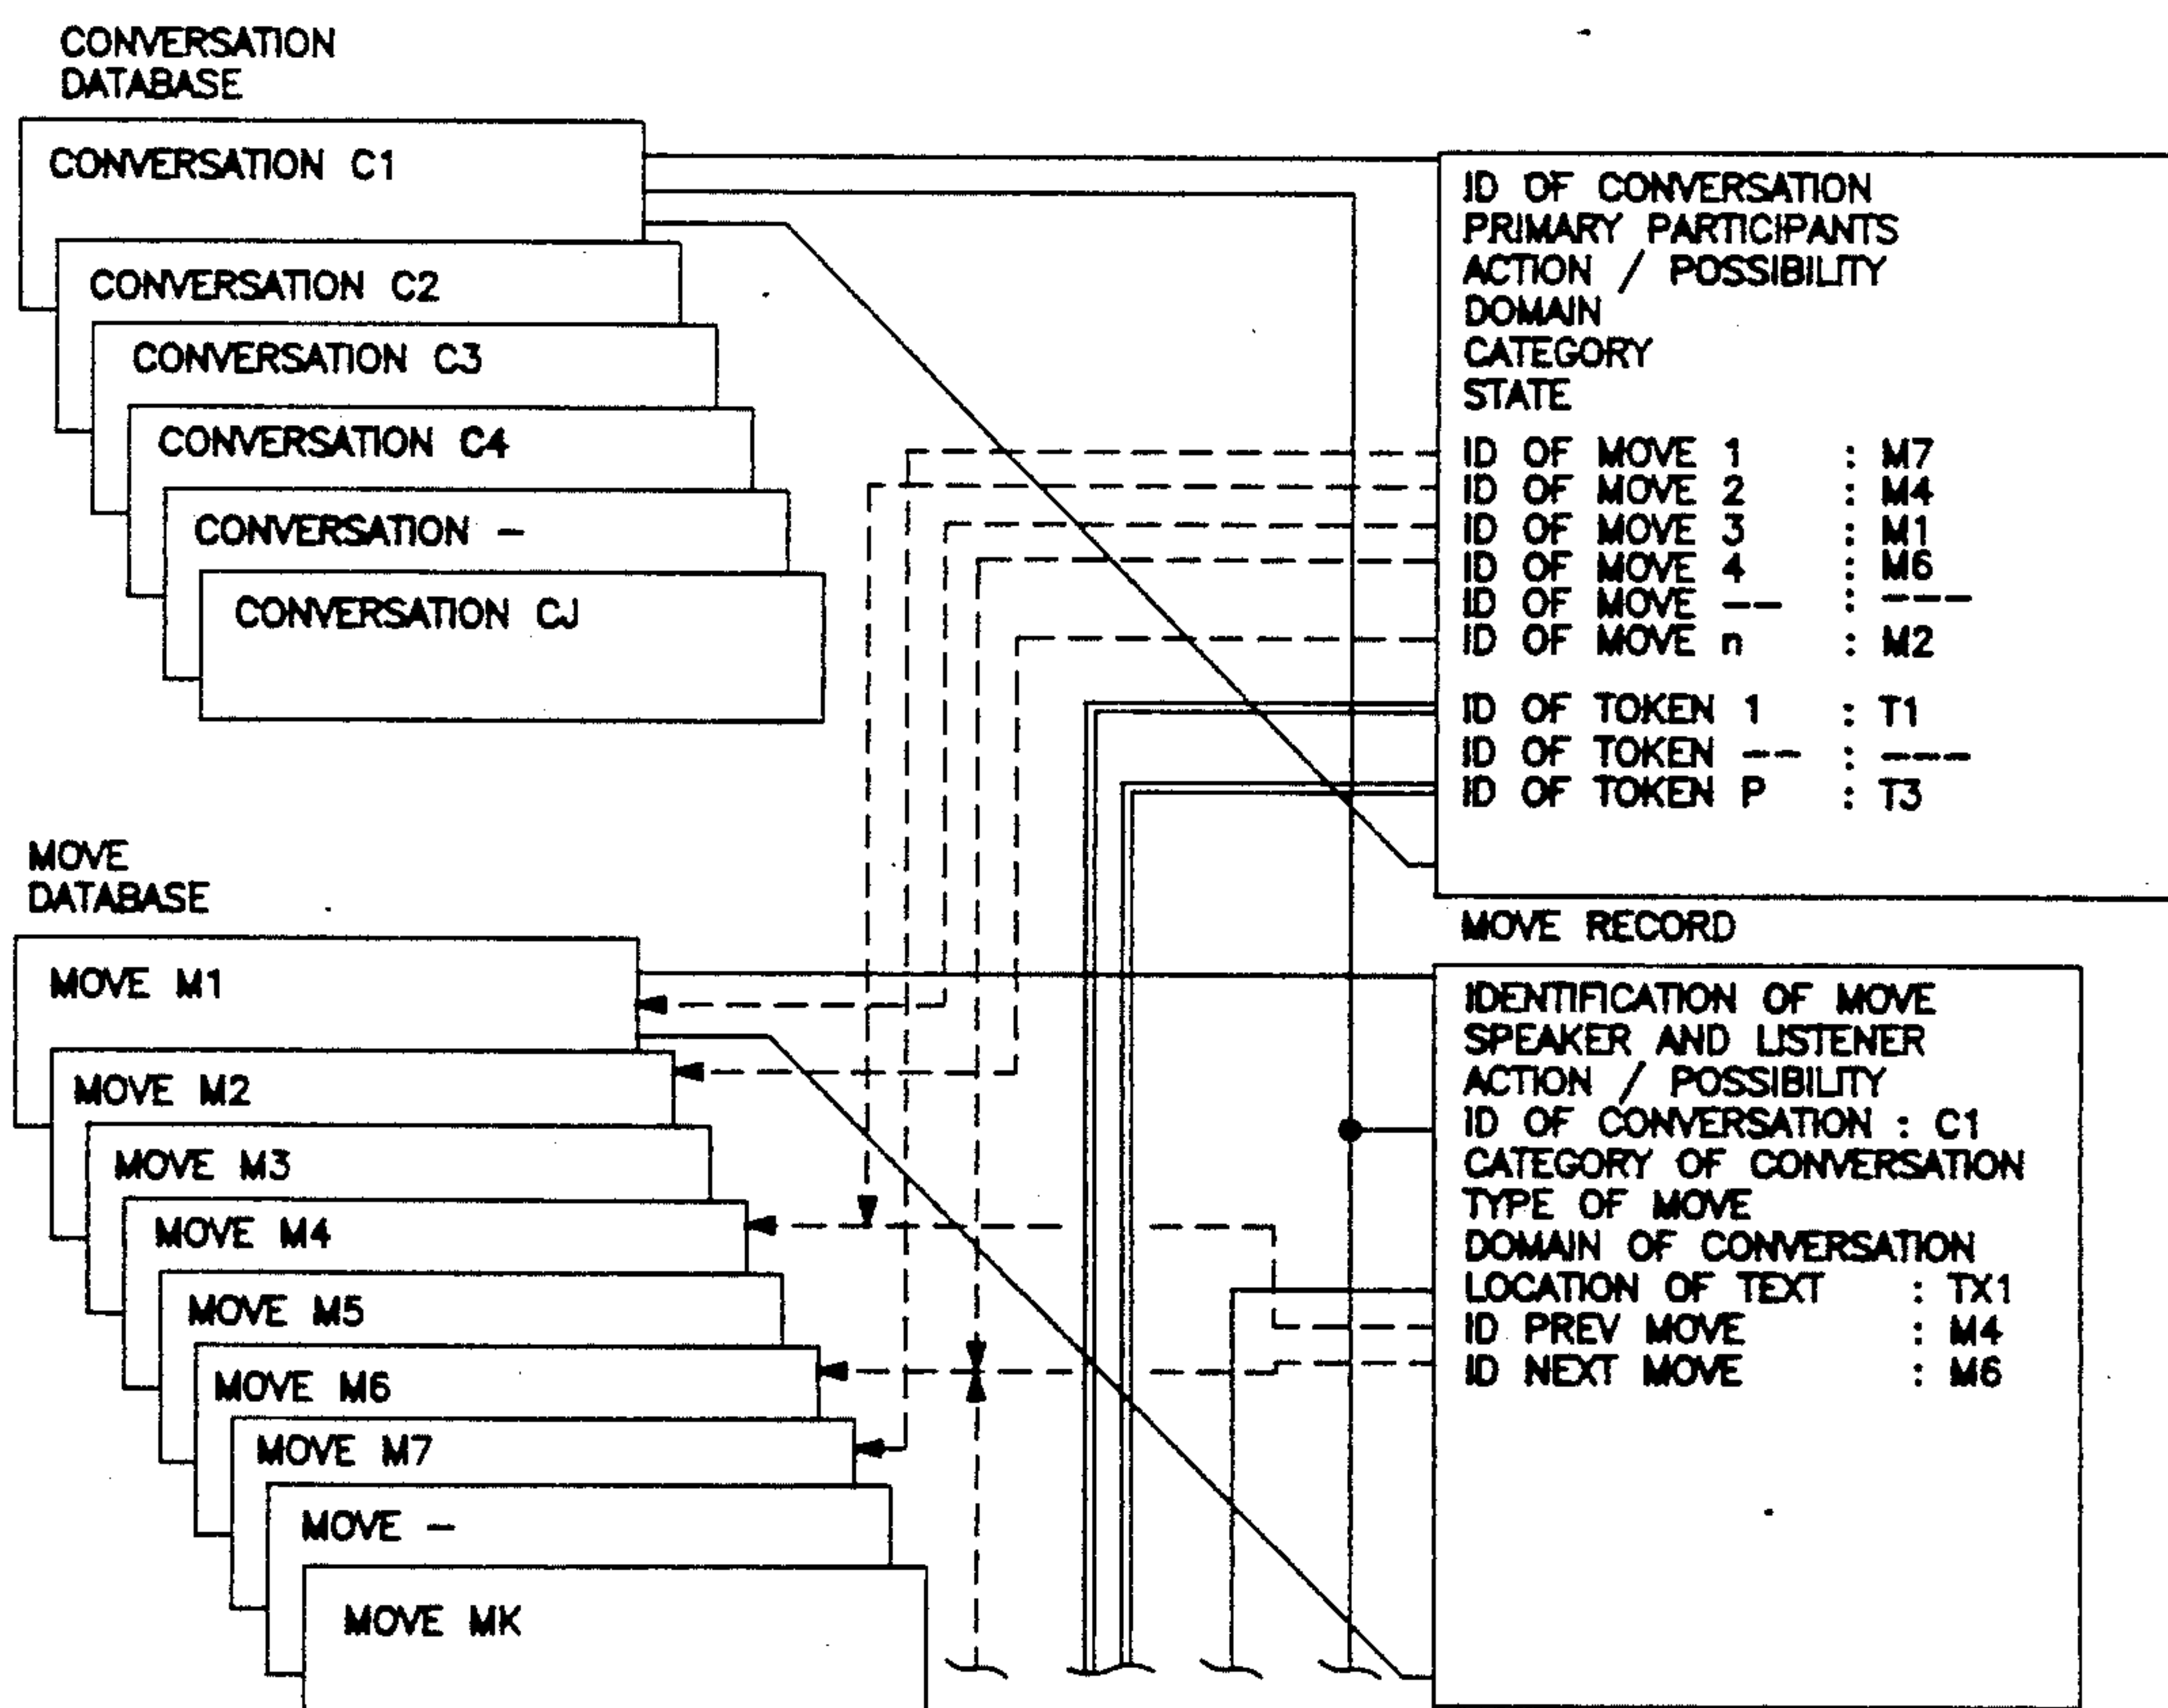 CONVERSATION
DATABASE
CONVERSATION C1
CONVERSATION C2
CONVERSATION C3
CONVERSATION C4
CONVERSATION -
CONVERSATION CJ
ID OF CONVERSATION
PRIMARY PARTICIPANTS
ACTION / POSSIBILITY
DOMAIN
CATEGORY
STATE
ID OF MOVE 1 : M7
ID OF MOVE 2 : M4
ID OF MOVE 3 : M1
ID OF MOVE 4 : M6
ID OF MOVE -- : ---
ID OF MOVE n : M2
ID OF TOKEN 1 : T1
ID OF TOKEN -- : ---
ID OF TOKEN P : T3
MOVE
DATABASE
MOVE M1
MOVE M2
MOVE M3
MOVE M4
MOVE M5
MOVE M6
MOVE M7
MOVE -
MOVE MK
MOVE RECORD
IDENTIFICATION OF MOVE
SPEAKER AND LISTENER
ACTION / POSSIBILITY
ID OF CONVERSATION : C1
CATEGORY OF CONVERSATION
TYPE OF MOVE
DOMAIN OF CONVERSATION
LOCATION OF TEXT : TX1
ID PREV MOVE : M4
ID NEXT MOVE : M6